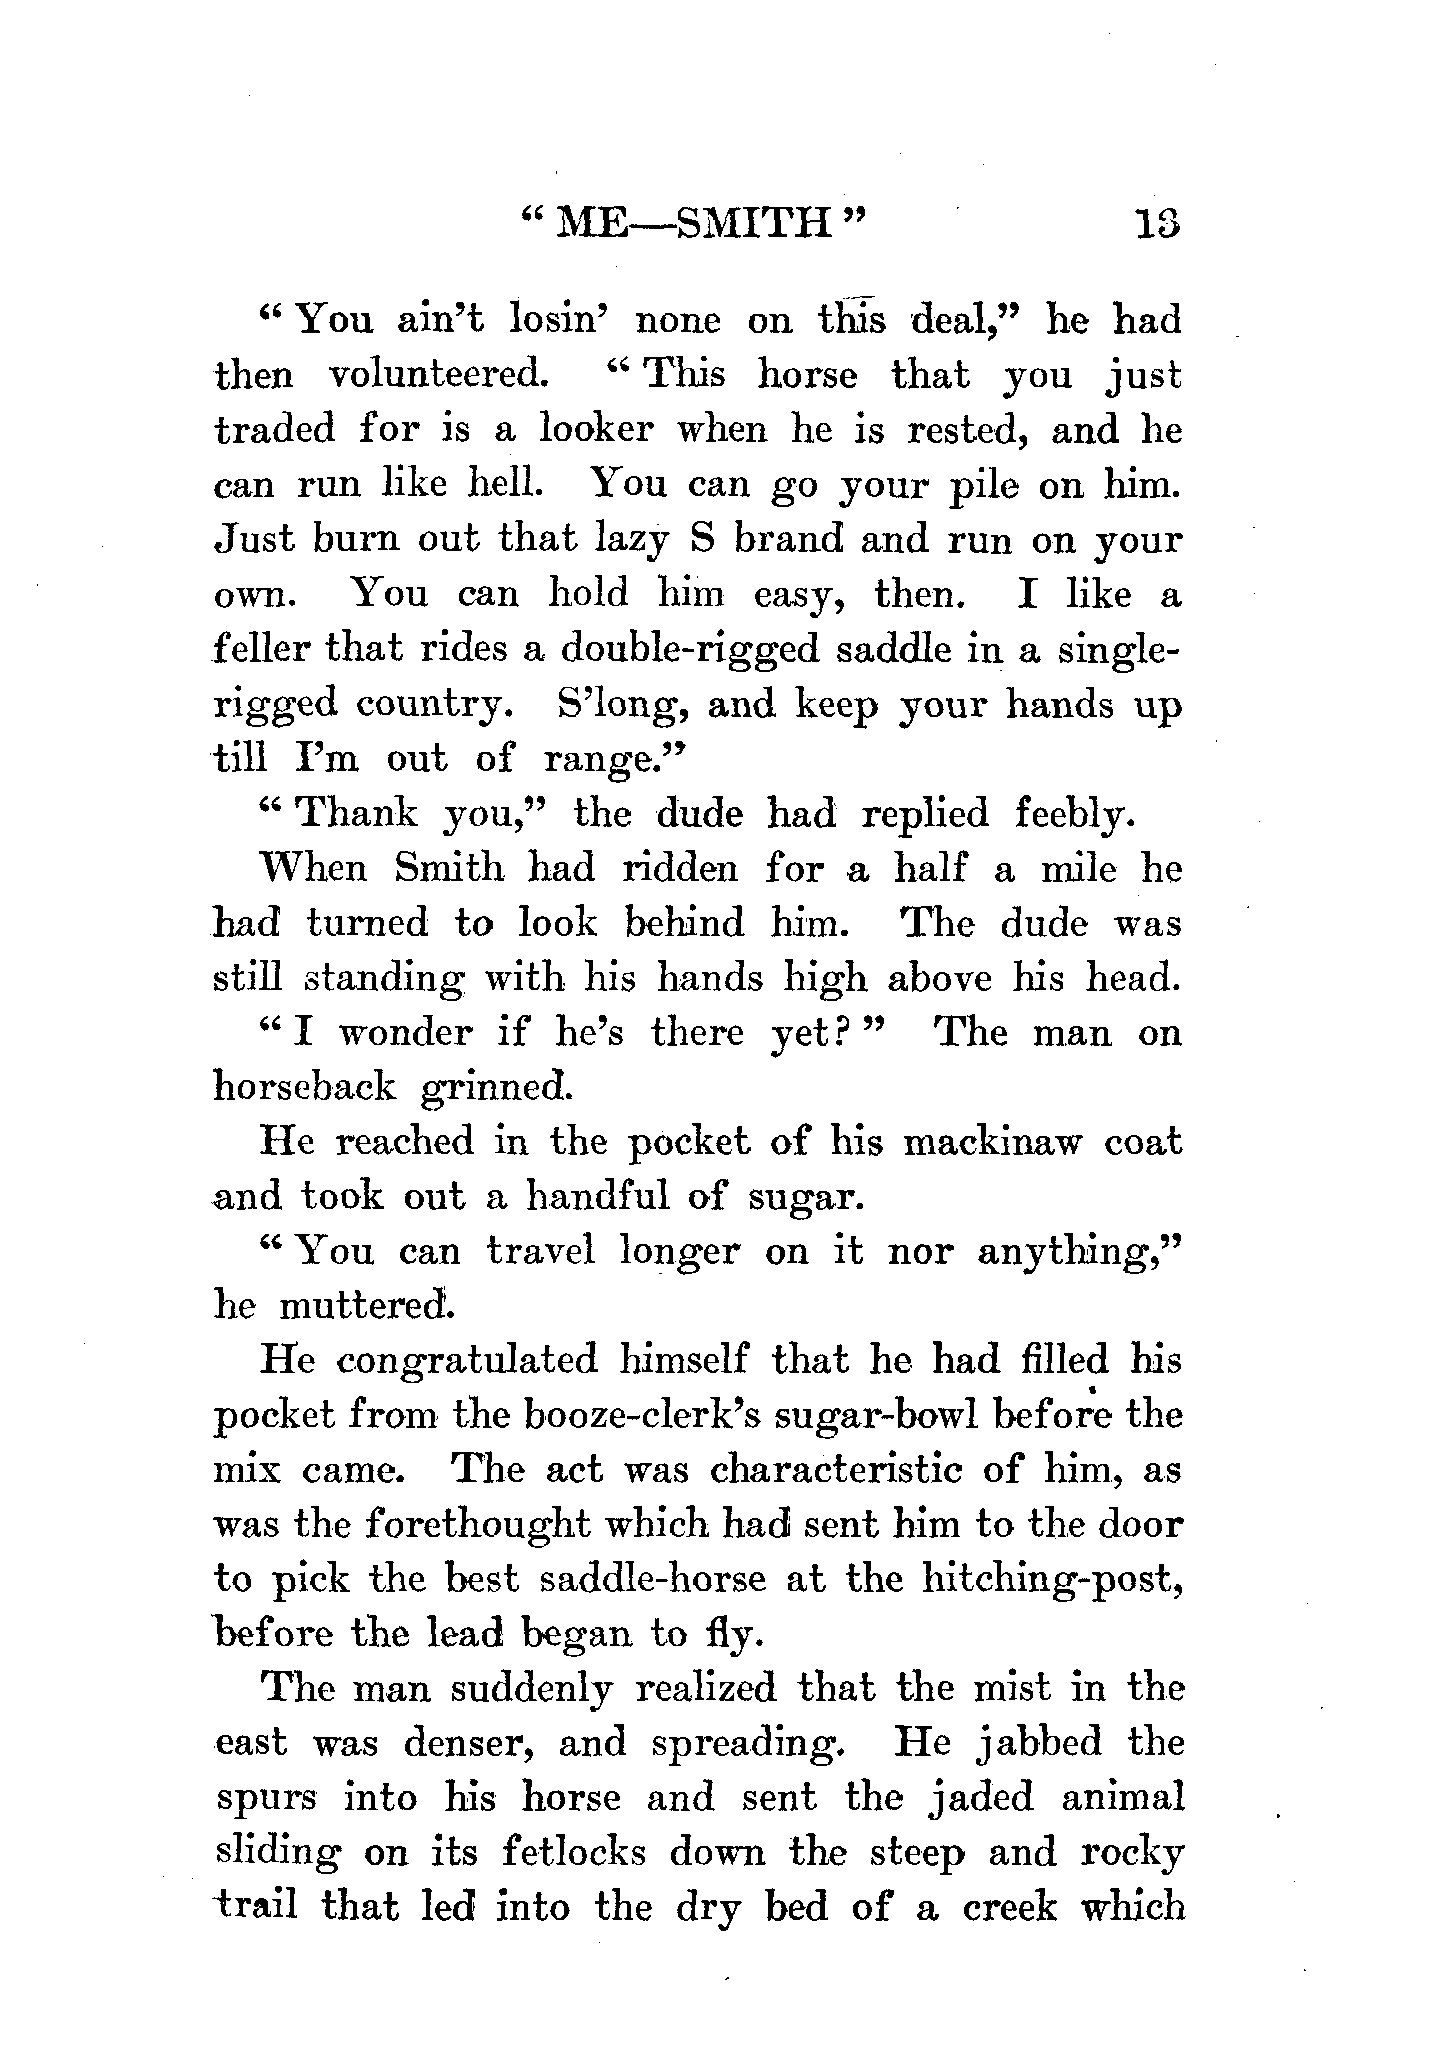 “ ME—SMITH ” 13
“ You ain’t losin’ none on this deal,” he had
then volunteered. “ This horse that you just
traded for is a looker when he is rested, and he
can run like hell. You can go your pile on him.
Just burn out that lazy S brand and run on your
own. You can hold him easy, then. I like a
feller that rides a double-rigged saddle in a single-
rigged country. S’long, and keep your hands up
till I’m out of range.”
“ Thank you,” the dude had replied feebly.
When Smith had ridden for a half a mile he
had turned to look behind him. The dude was
still standing with his hands high above his head.
“ I wonder if he’s there yet? ” The man on
horseback grinned.
He reached in the pocket of his mackinaw coat
and took out a handful of sugar.
“ You can travel longer on it nor anything,”
he muttered.
He congratulated himself that he had filled his
pocket from the booze-clerk’s sugar-bowl before the
mix came. The act was characteristic of him, as
was the forethought which had sent him to the door
to pick the best saddle-horse at the hitching-post,
before the lead began to fly.
The man suddenly realized that the mist in the
east was denser, and spreading. He jabbed the
spurs into his horse and sent the jaded animal
sliding on its fetlocks down the steep and rocky
trail that led into the dry bed of a creek which